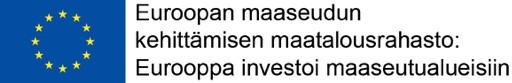 Euroopan maaseudun
kehittämisen maatalousrahasto:
Eurooppa investoi maaseutualueisiin